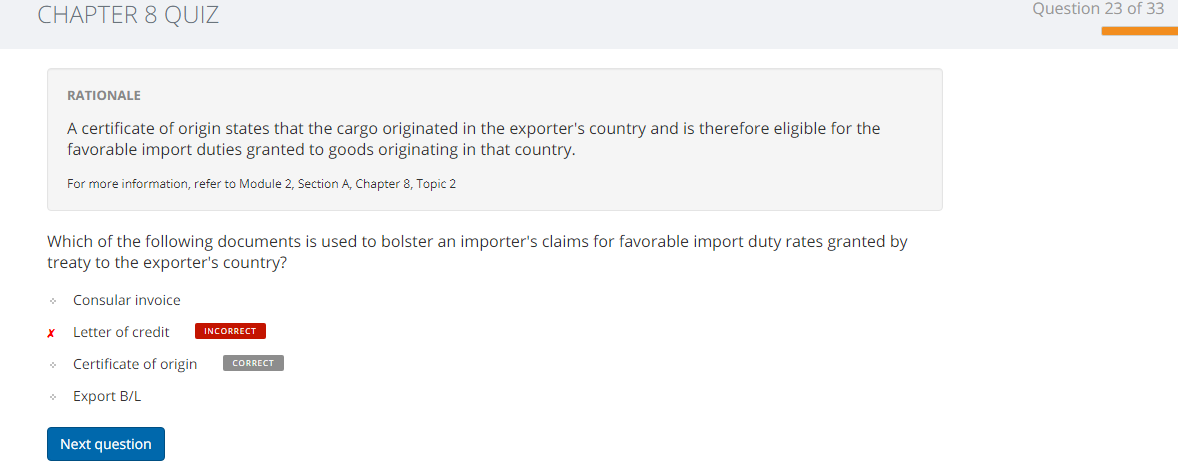 CHAPTER 8 QUIZ
Question 23 of 33
RATIONALE
A certificate of origin states that the cargo originated in the exporter's country and is therefore eligible for the
favorable import duties granted to goods originating in that country.
For more information, refer to Module 2, Section A, Chapter 8, Topic 2
Which of the following documents is used to bolster an importer's claims for favorable import duty rates granted by
treaty to the exporter's country?
Consular invoice
✗ Letter of credit INCORRECT
Certificate of origin CORRECT
Export B/L
Next question